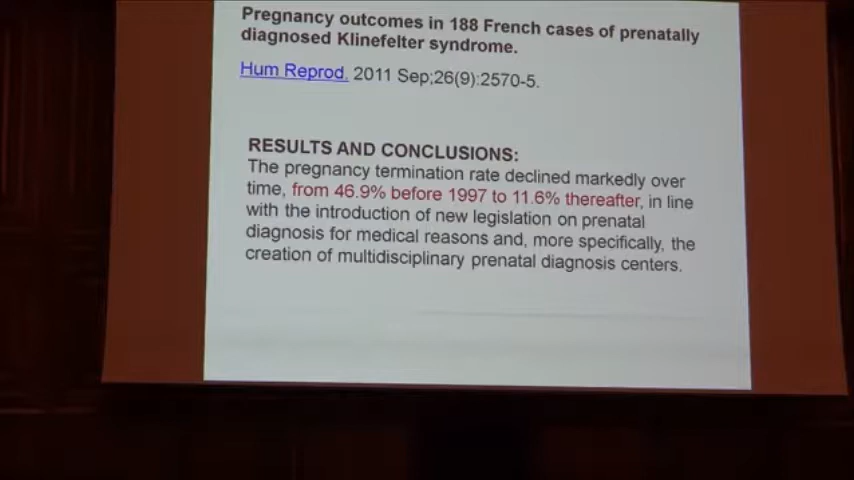 Pregnancy outcomes in 188 French cases of prenatally
diagnosed Klinefelter syndrome.
Hum Reprod. 2011 Sep;26(9):2570-5.
RESULTS AND CONCLUSIONS:
The pregnancy termination rate declined markedly over
time, from 46.9% before 1997 to 11.6% thereafter, in line
with the introduction of new legislation on prenatal
diagnosis for medical reasons and, more specifically, the
creation of multidisciplinary prenatal diagnosis centers.